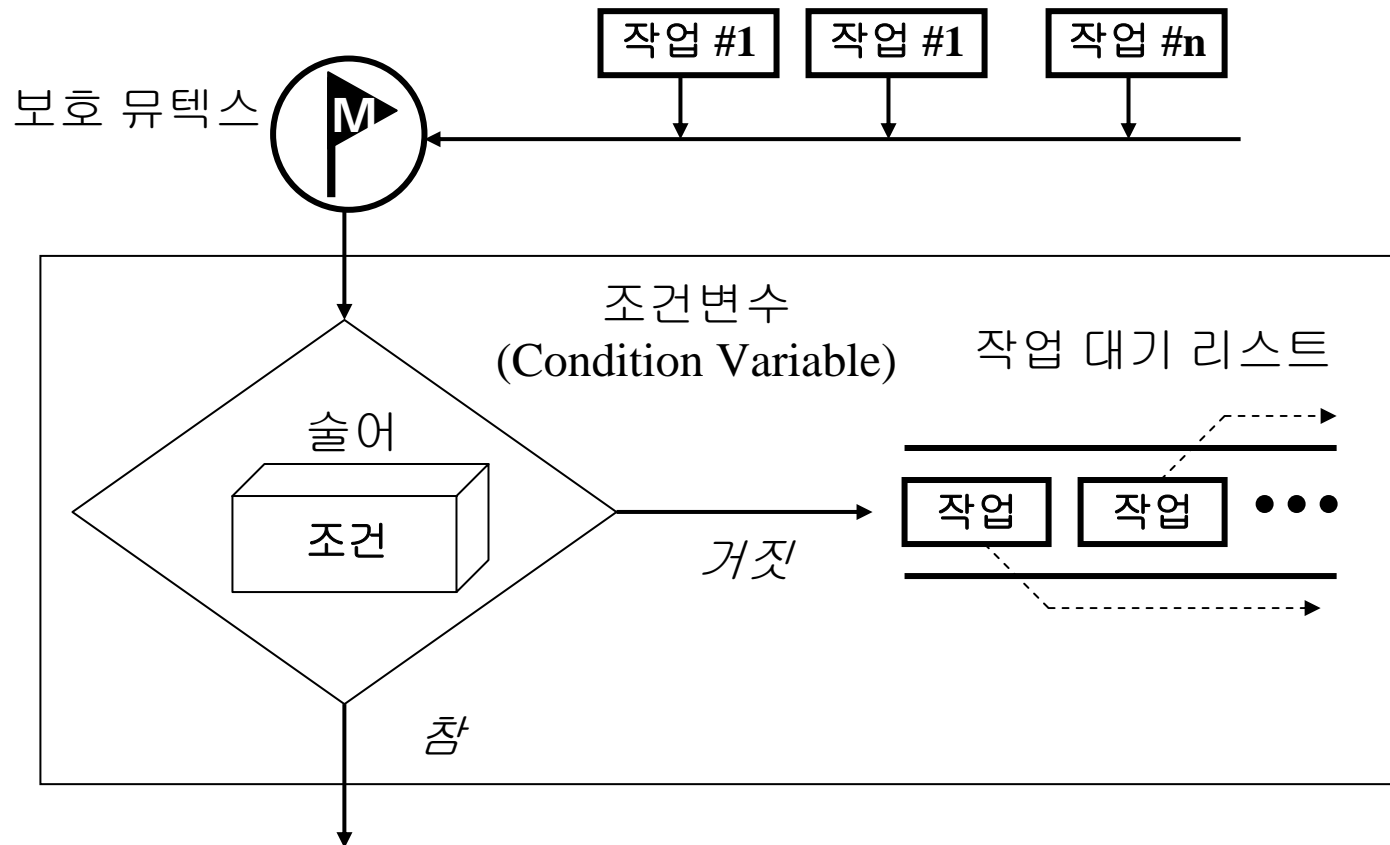 작업 #1
작업 #1
작업 #n
보호 뮤텍스
M
조건변수
(Condition Variable)
작업 대기 리스트
술어
조건
거짓
작업
작업
•••
참